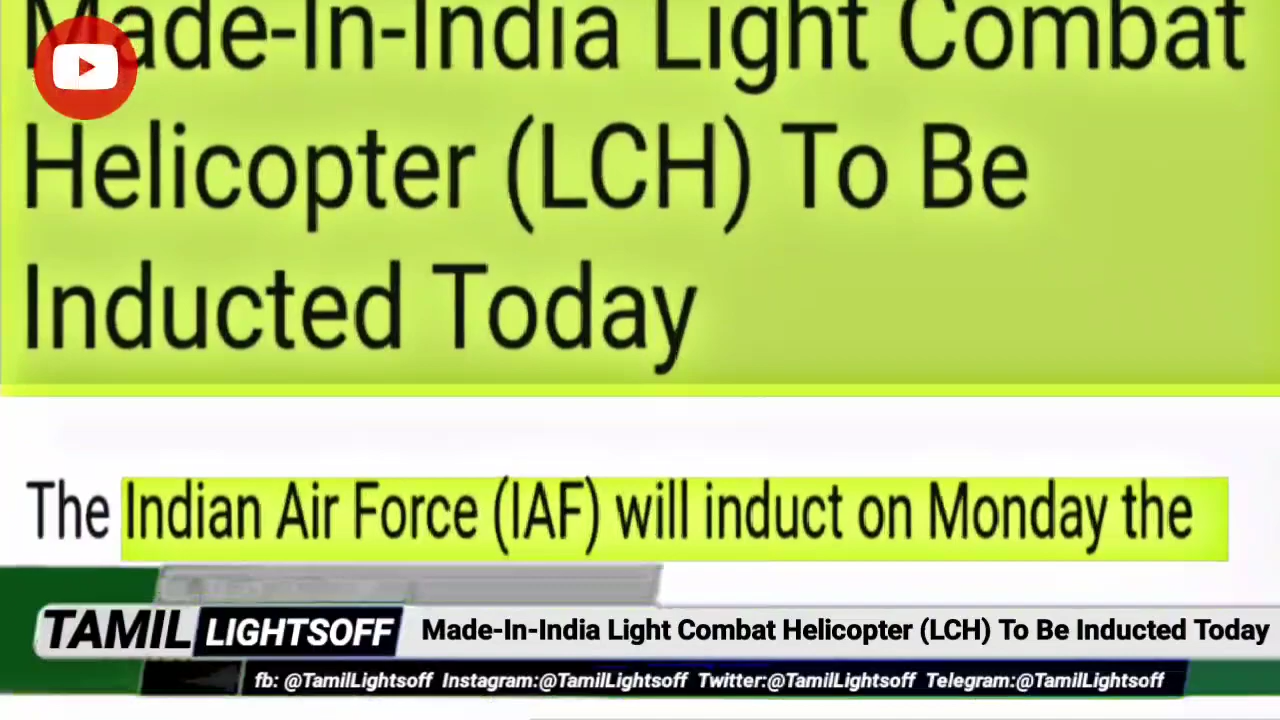 Made-In-India Light Combat
Helicopter (LCH) To Be
Inducted Today
The Indian Air Force (IAF) will induct on Monday the
TAMIL LIGHTSOFF Made-In-India Light Combat Helicopter (LCH) To Be Inducted Today
fb: @TamilLightsoff Instagram:@TamilLightsoff Twitter:@TamilLightsoff Telegram:@TamilLightsoff